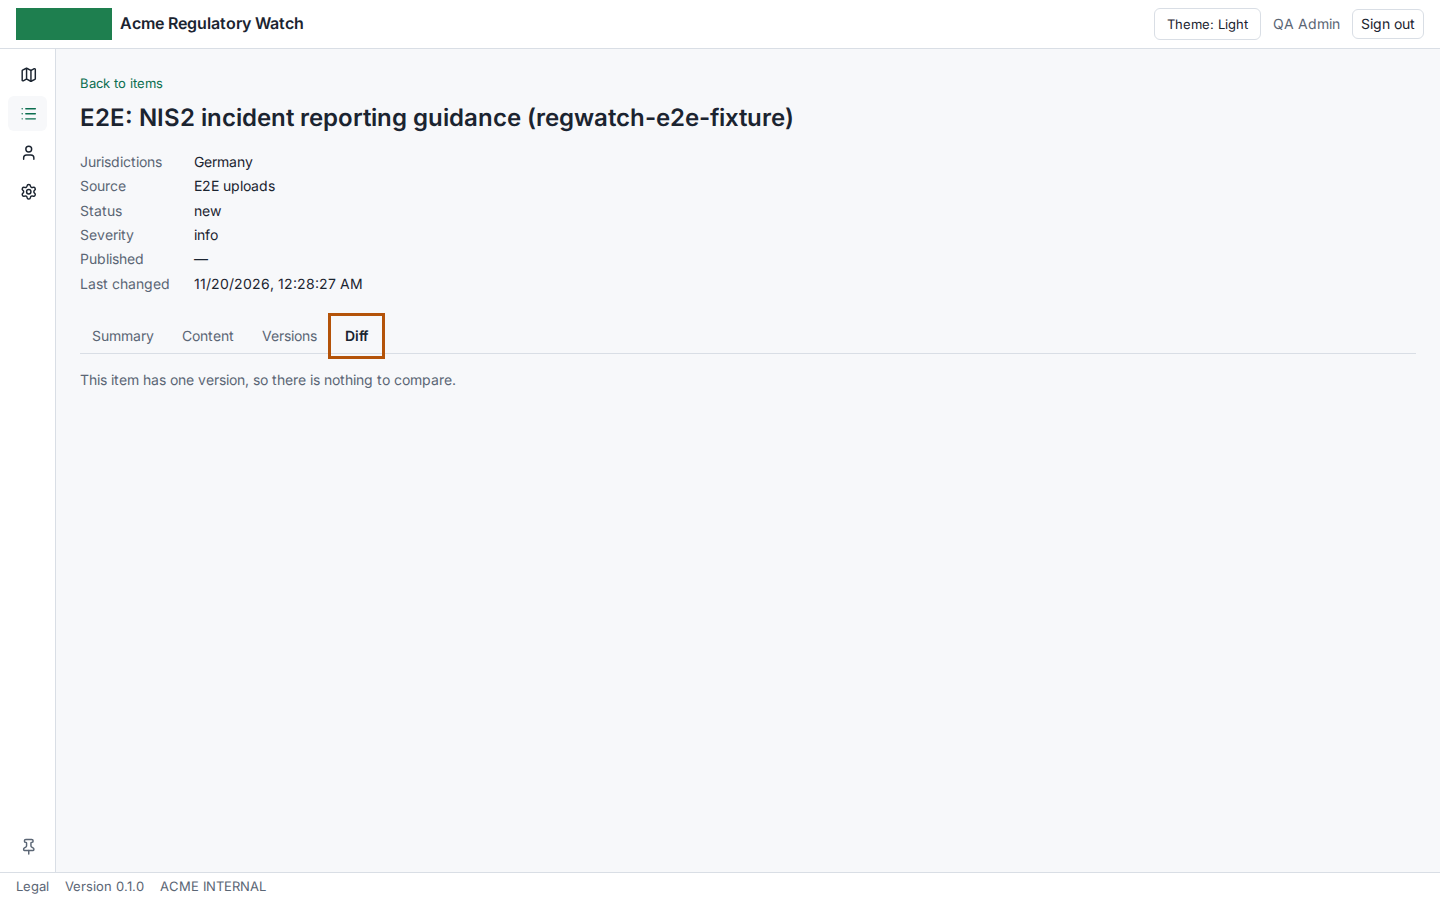 Acme Regulatory Watch
Theme: Light
QA Admin
Sign out
Back to items
E2E: NIS2 incident reporting guidance (regwatch-e2e-fixture)
Jurisdictions Germany
Source E2E uploads
Status new
Severity info
Published —
Last changed 11/20/2026, 12:28:27 AM
Summary Content Versions Diff
This item has one version, so there is nothing to compare.
Legal Version 0.1.0 ACME INTERNAL